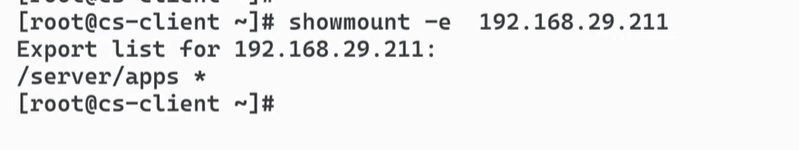 [root@cs-client ~]# showmount -e  192.168.29.211
Export list for 192.168.29.211:
/server/apps *
[root@cs-client ~]#